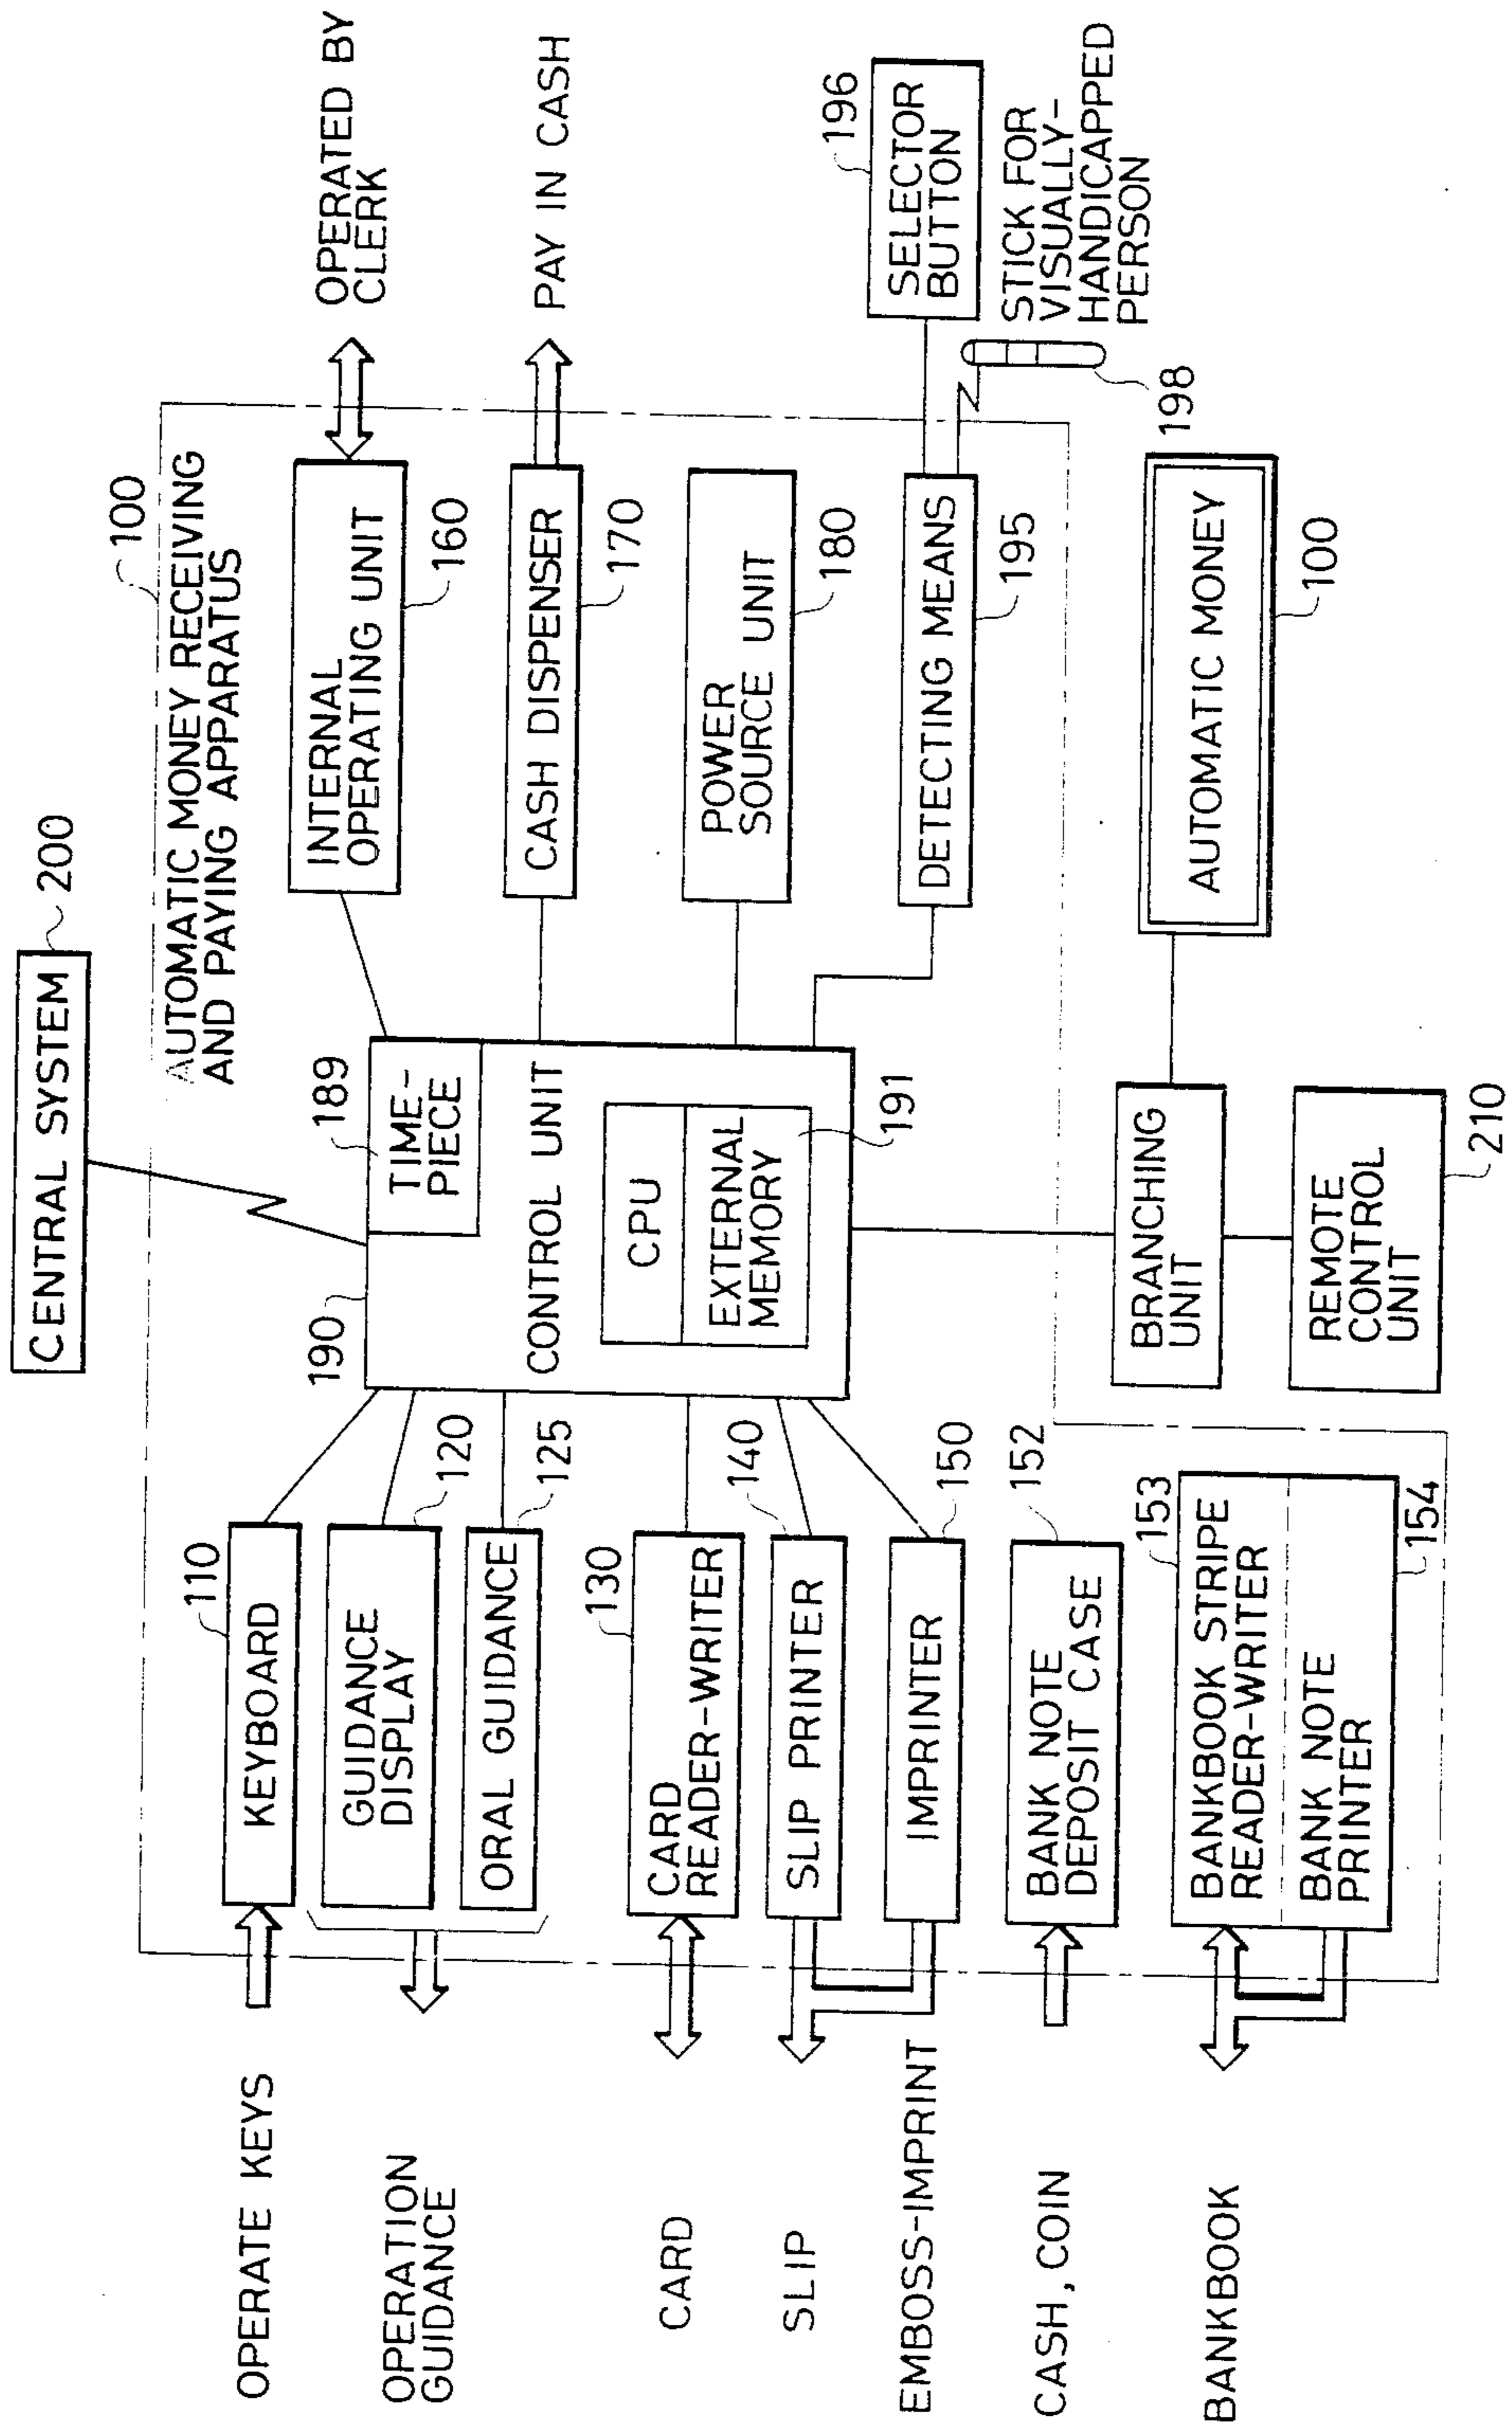 CENTRAL SYSTEM
200
100
AUTOMATIC MONEY RECEIVING
AND PAYING APPARATUS
OPERATE KEYS
110
KEYBOARD
OPERATION
GUIDANCE
GUIDANCE
DISPLAY
120
ORAL GUIDANCE
125
CARD
130
CARD
READER-WRITER
SLIP
140
SLIP PRINTER
EMBOSS-IMPRINT
IMPRINTER
150
CASH, COIN
BANK NOTE
DEPOSIT CASE
152
BANKBOOK
153
BANKBOOK STRIPE
READER-WRITER
BANK NOTE
PRINTER
154
190
189
TIME-
PIECE
CONTROL UNIT
CPU
EXTERNAL
MEMORY
191
BRANCHING
UNIT
REMOTE
CONTROL
UNIT
210
INTERNAL
OPERATING UNIT
160
OPERATED BY
CLERK
CASH DISPENSER
170
PAY IN CASH
POWER
SOURCE UNIT
180
DETECTING MEANS
195
196
SELECTOR
BUTTON
STICK FOR
VISUALLY-
HANDICAPPED
PERSON
198
AUTOMATIC MONEY
100